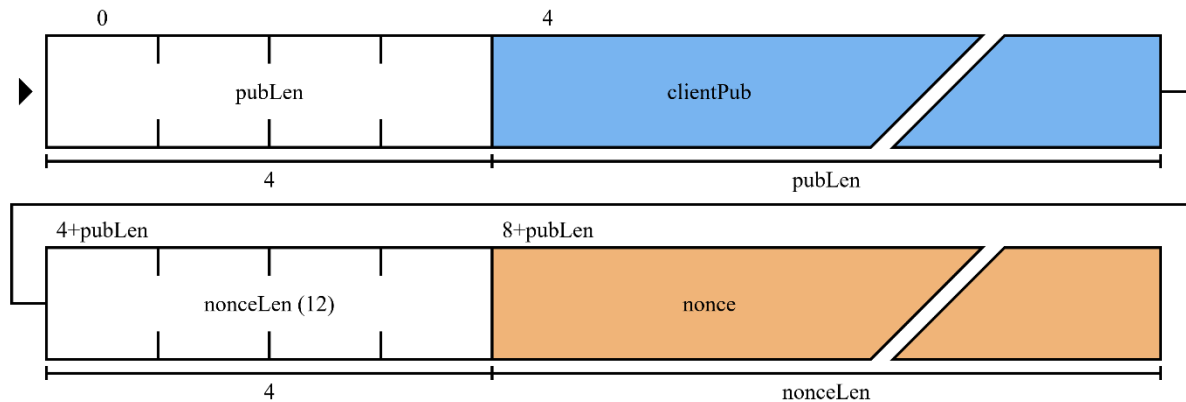 0 4
pubLen clientPub
4 pubLen
4+pubLen 8+pubLen
nonceLen (12) nonce
4 nonceLen